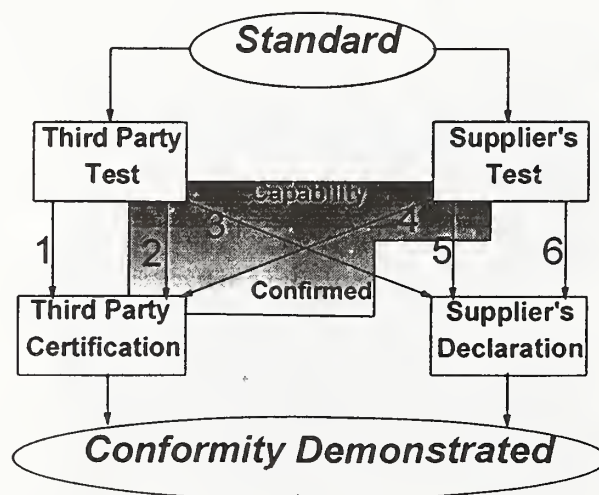 Standard
Third Party
Test
Supplier's
Test
Capability
1
2
3
4
5
6
Confirmed
Third Party
Certification
Supplier's
Declaration
Conformity Demonstrated